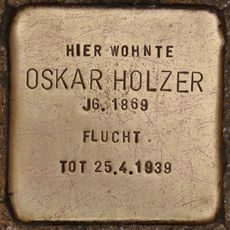 HIER WOHNTE
OSKAR HOLZER
JG. 1869
FLUCHT
TOT 25.4.1939